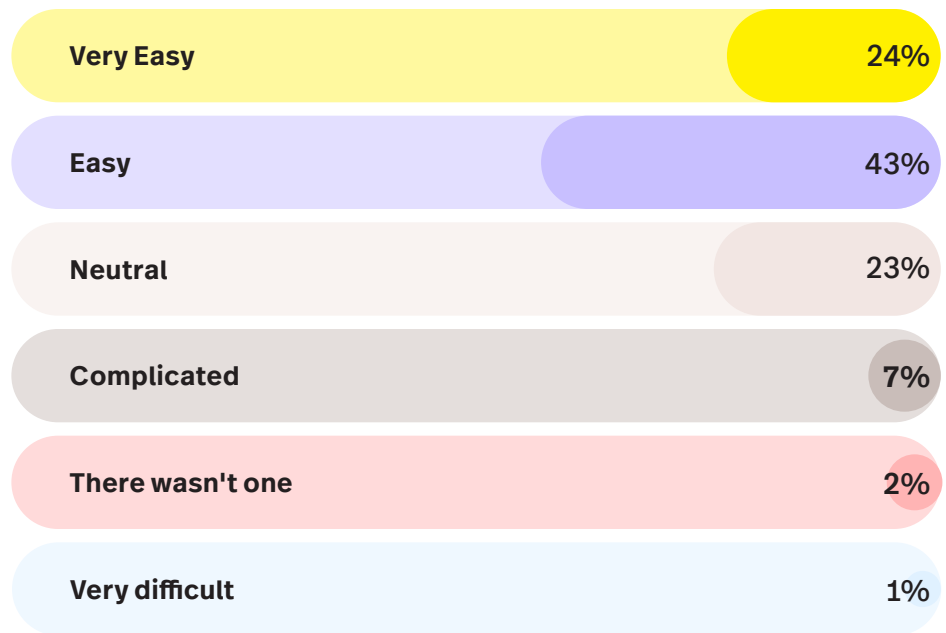 Very Easy 24%
Easy 43%
Neutral 23%
Complicated 7%
There wasn't one 2%
Very difficult 1%